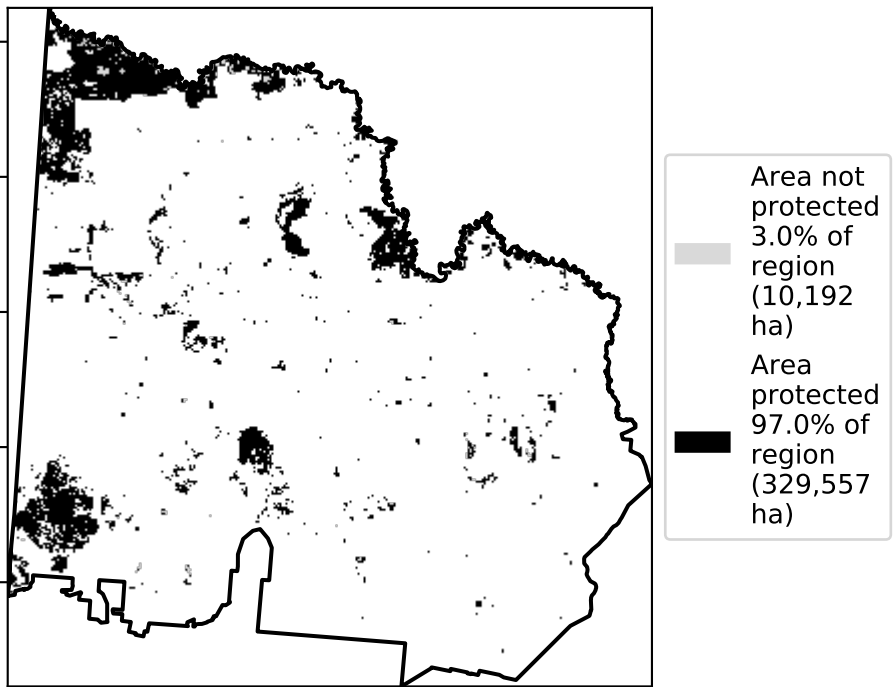 Area not
protected
3.0% of
region
(10,192
ha)
Area
protected
97.0% of
region
(329,557
ha)